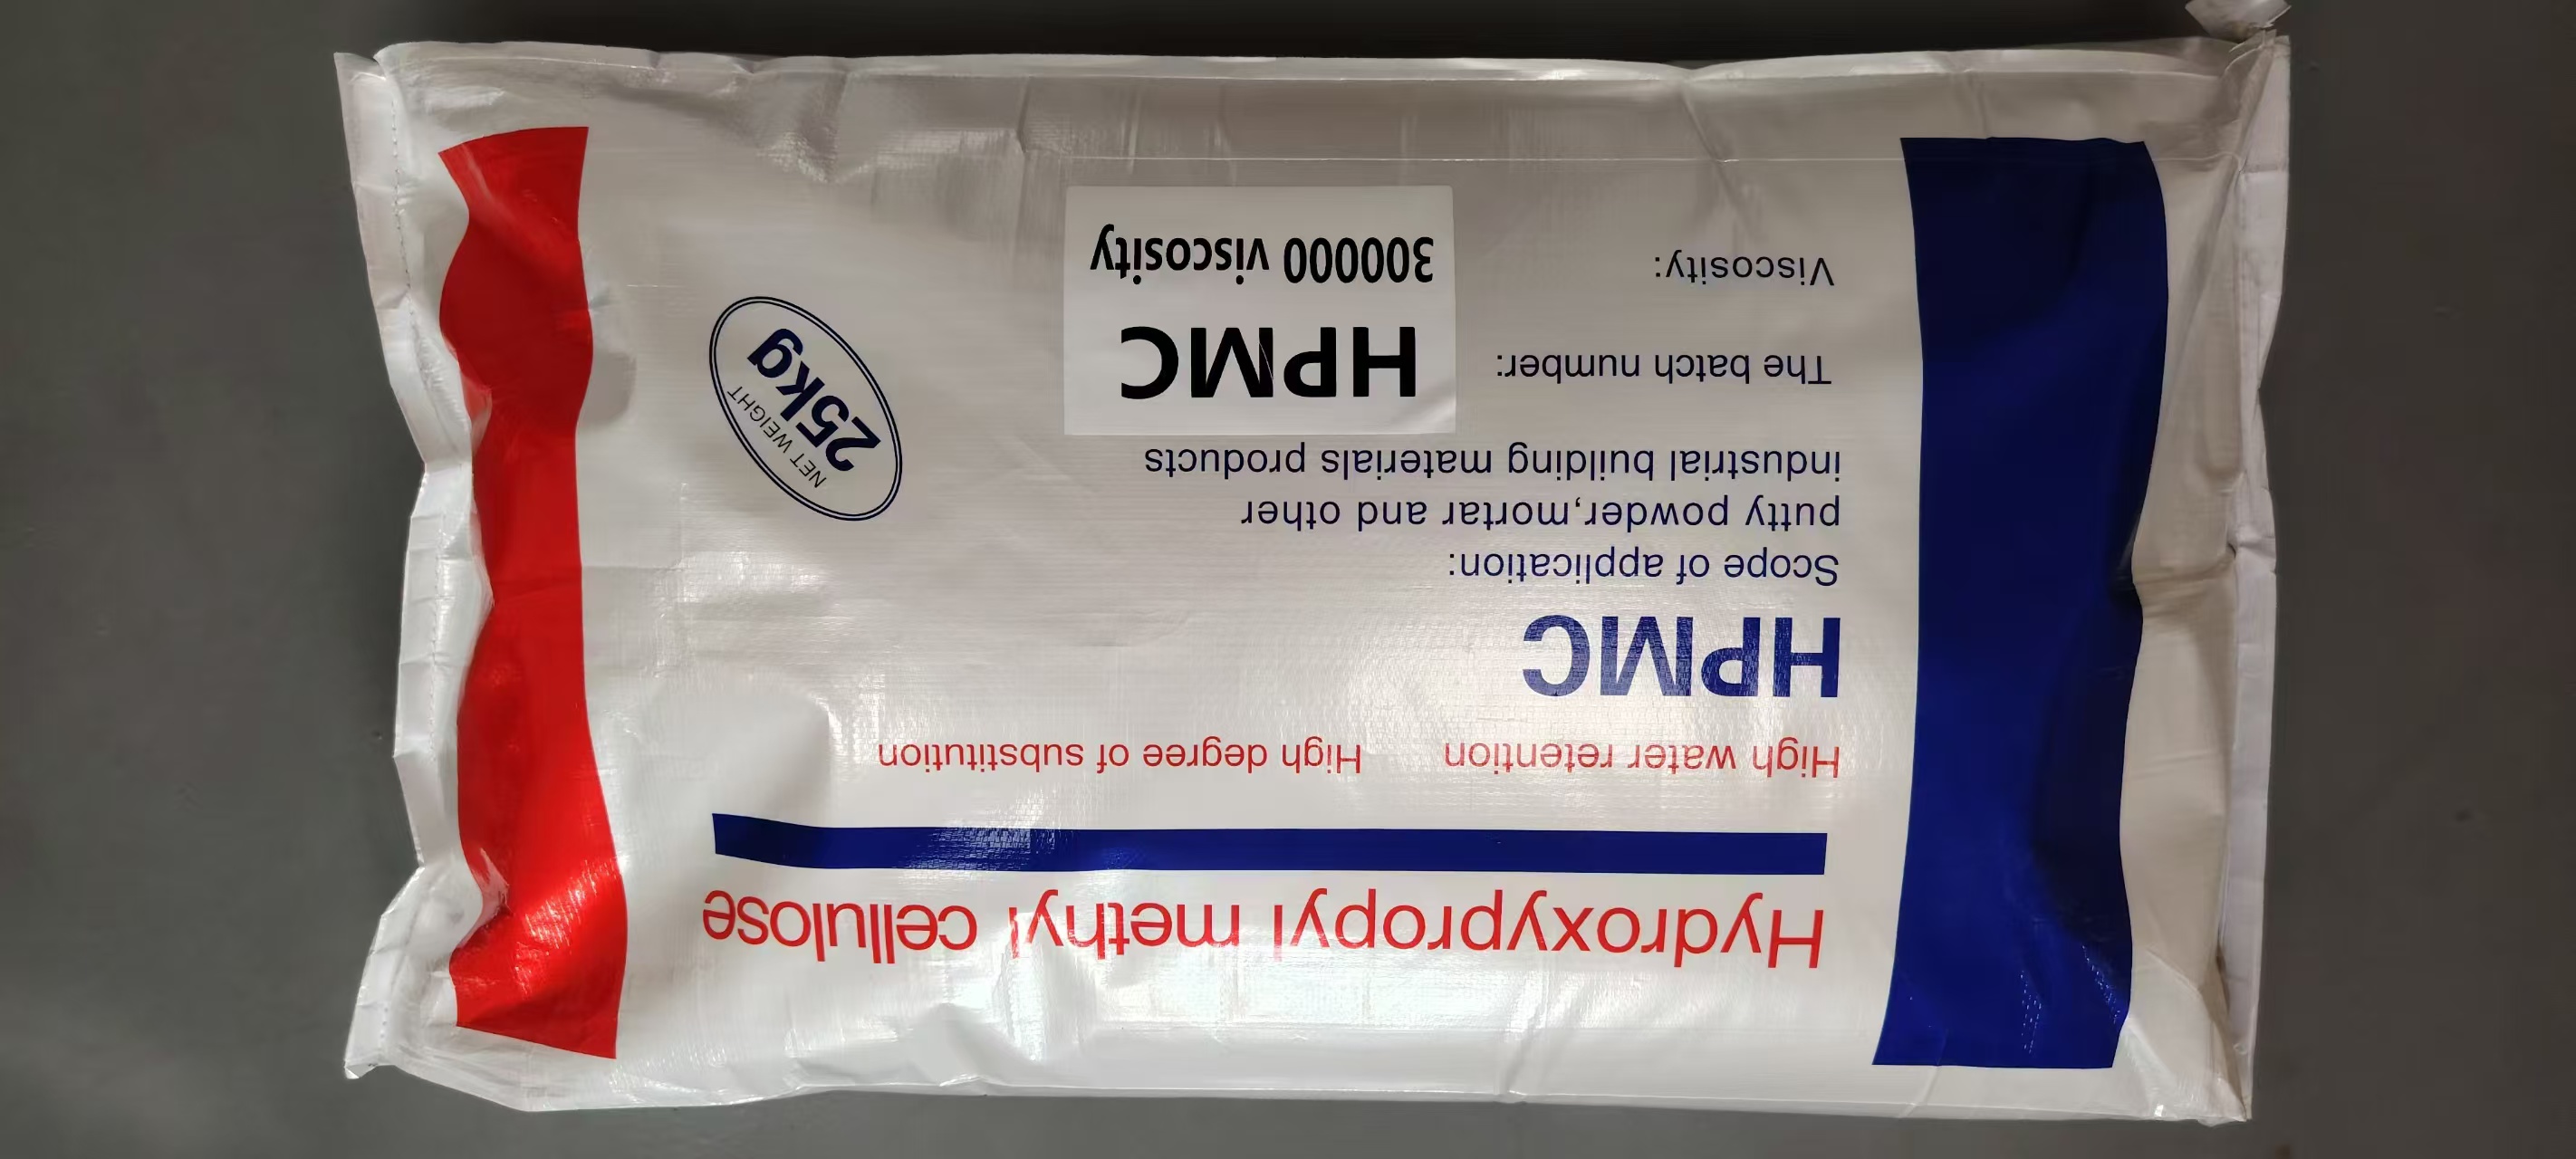 Hydroxypropyl methyl cellulose
High water retention High degree of substitution
HPMC
Scope of application:
putty powder,mortar and other
industrial building materials products
The batch number:
Viscosity:
HPMC
300000 viscosity
NET WEIGHT
25kg